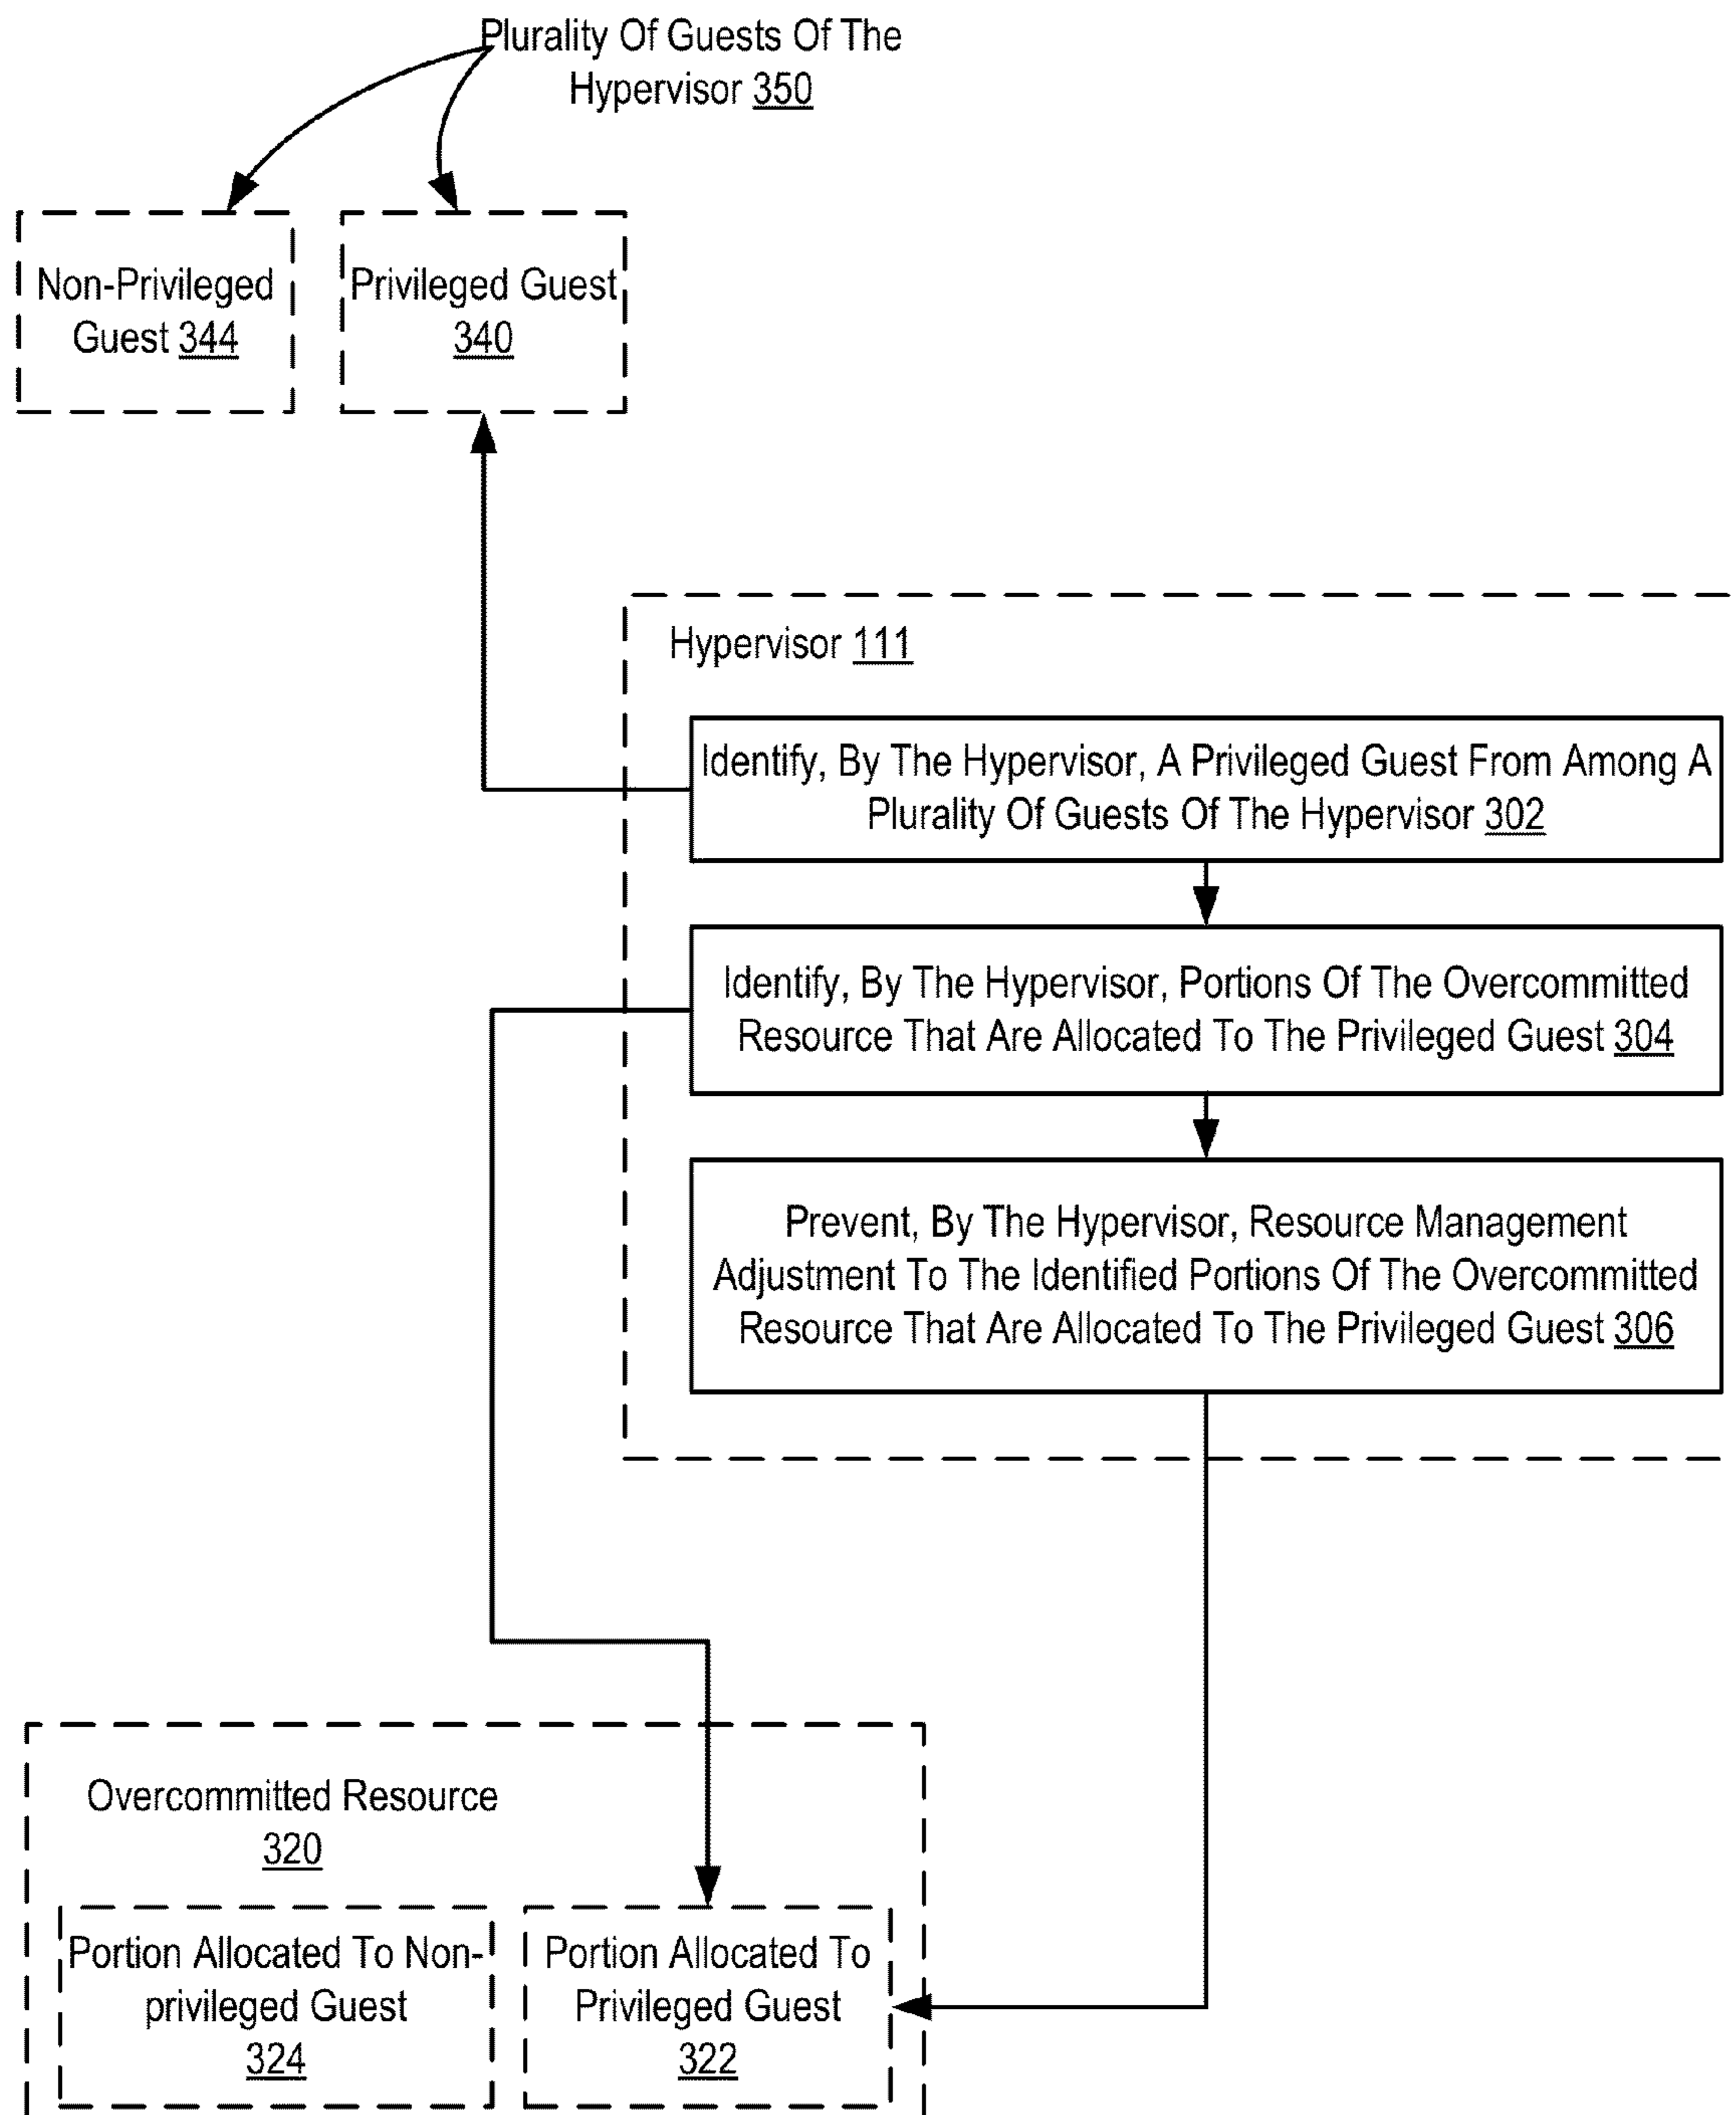 Plurality Of Guests Of The
Hypervisor 350
Non-Privileged
Guest 344
Privileged Guest
340
Hypervisor 111
Identify, By The Hypervisor, A Privileged Guest From Among A
Plurality Of Guests Of The Hypervisor 302
Identify, By The Hypervisor, Portions Of The Overcommitted
Resource That Are Allocated To The Privileged Guest 304
Prevent, By The Hypervisor, Resource Management
Adjustment To The Identified Portions Of The Overcommitted
Resource That Are Allocated To The Privileged Guest 306
Overcommitted Resource
320
Portion Allocated To Non-
privileged Guest
324
Portion Allocated To
Privileged Guest
322